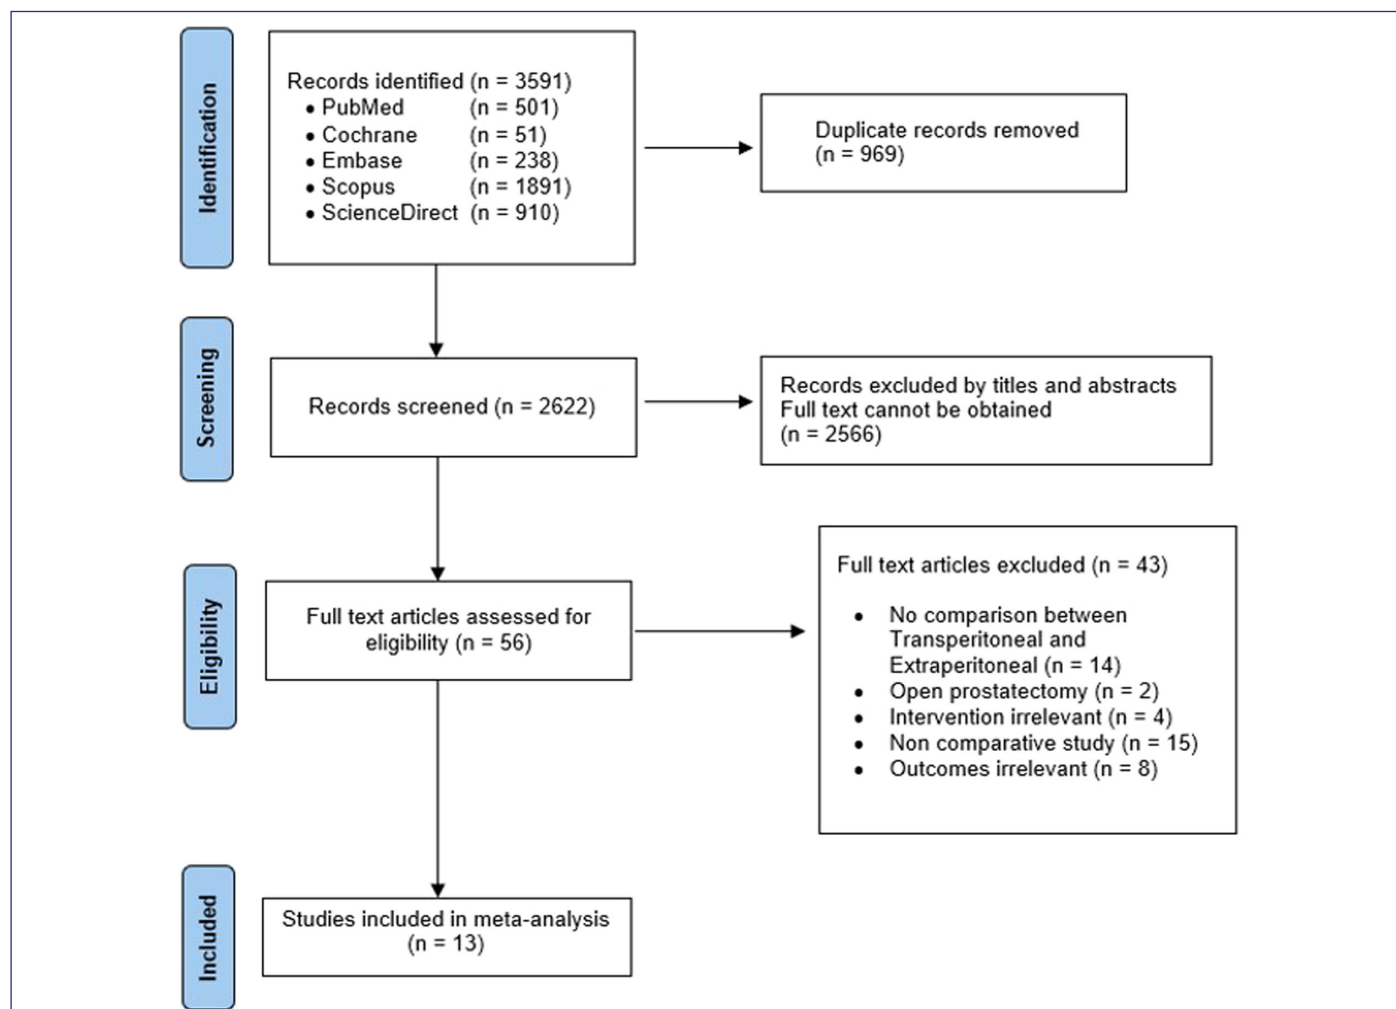 Identification
Records identified (n = 3591)
• PubMed (n = 501)
• Cochrane (n = 51)
• Embase (n = 238)
• Scopus (n = 1891)
• ScienceDirect (n = 910)
Duplicate records removed
(n = 969)
Screening
Records screened (n = 2622)
Records excluded by titles and abstracts
Full text cannot be obtained
(n = 2566)
Eligibility
Full text articles assessed for
eligibility (n = 56)
Full text articles excluded (n = 43)
• No comparison between
Transperitoneal and
Extraperitoneal (n = 14)
• Open prostatectomy (n = 2)
• Intervention irrelevant (n = 4)
• Non comparative study (n = 15)
• Outcomes irrelevant (n = 8)
Included
Studies included in meta-analysis
(n = 13)